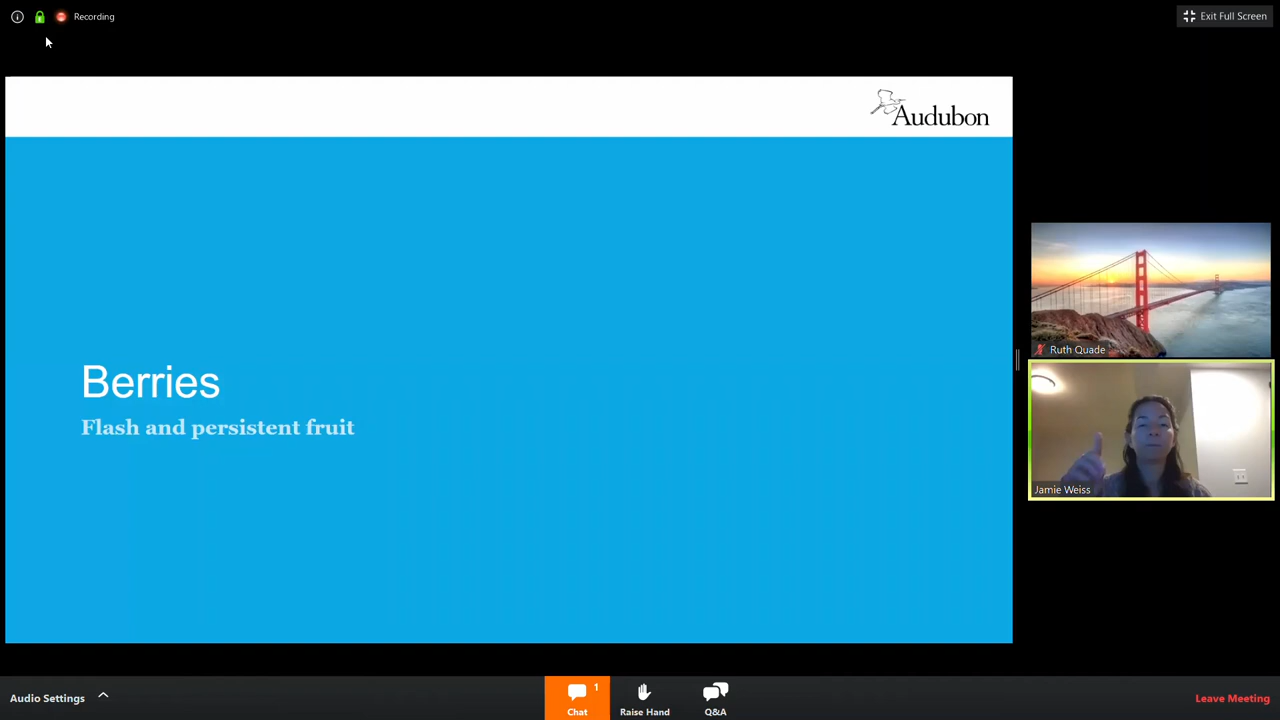 Recording
Exit Full Screen
Audubon
Berries
Flash and persistent fruit
Ruth Quade
Jamie Weiss
Audio Settings
1
Chat
Raise Hand
Q&A
Leave Meeting